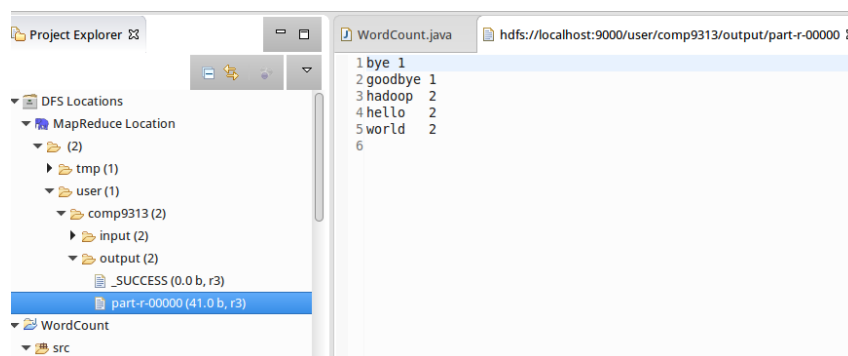 Project Explorer
DFS Locations
MapReduce Location
(2)
tmp (1)
user (1)
comp9313 (2)
input (2)
output (2)
_SUCCESS (0.0 b, r3)
part-r-00000 (41.0 b, r3)
WordCount
src
WordCount.java
hdfs://localhost:9000/user/comp9313/output/part-r-00000
1 bye 1
2 goodbye 1
3 hadoop 2
4 hello 2
5 world 2
6